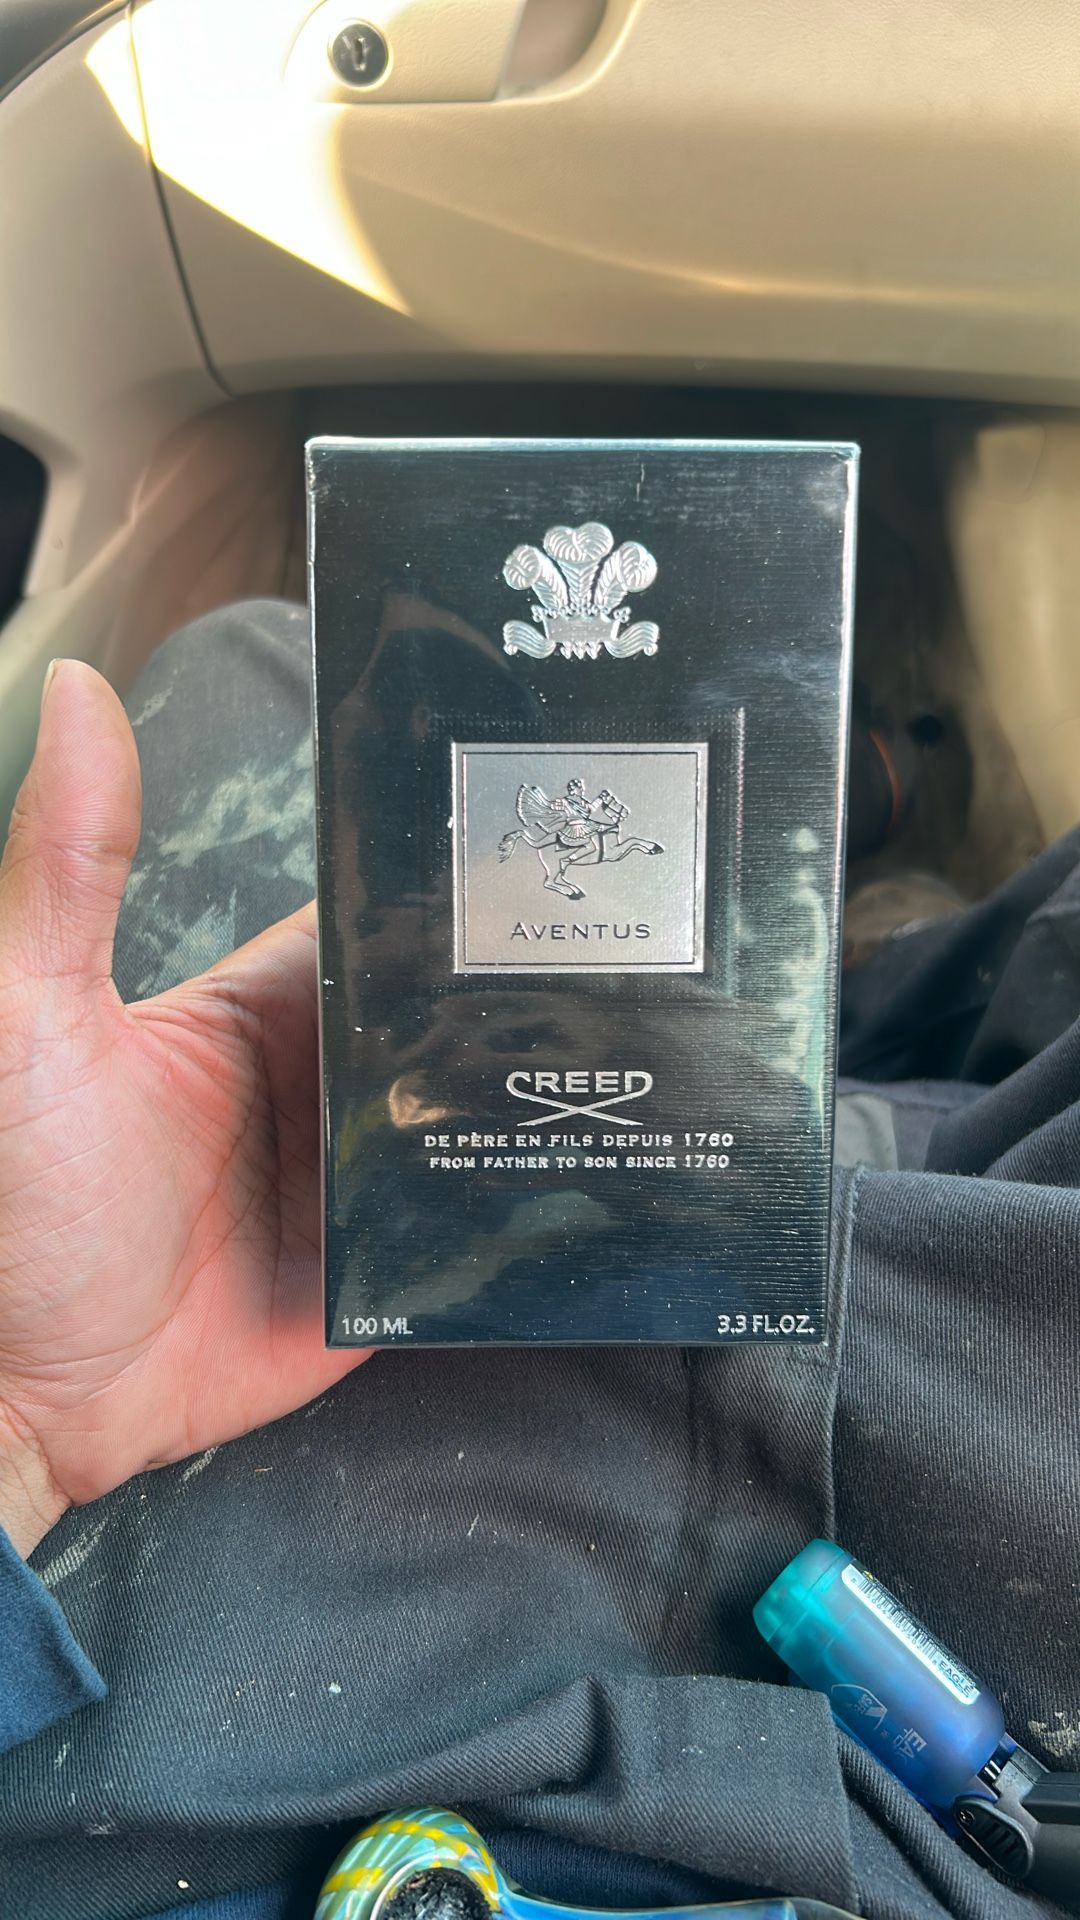 AVENTUS
CREED
DE PÈRE EN FILS DEPUIS 1760
FROM FATHER TO SON SINCE 1760
100 ML
3.3 FL.OZ.
EAGLE